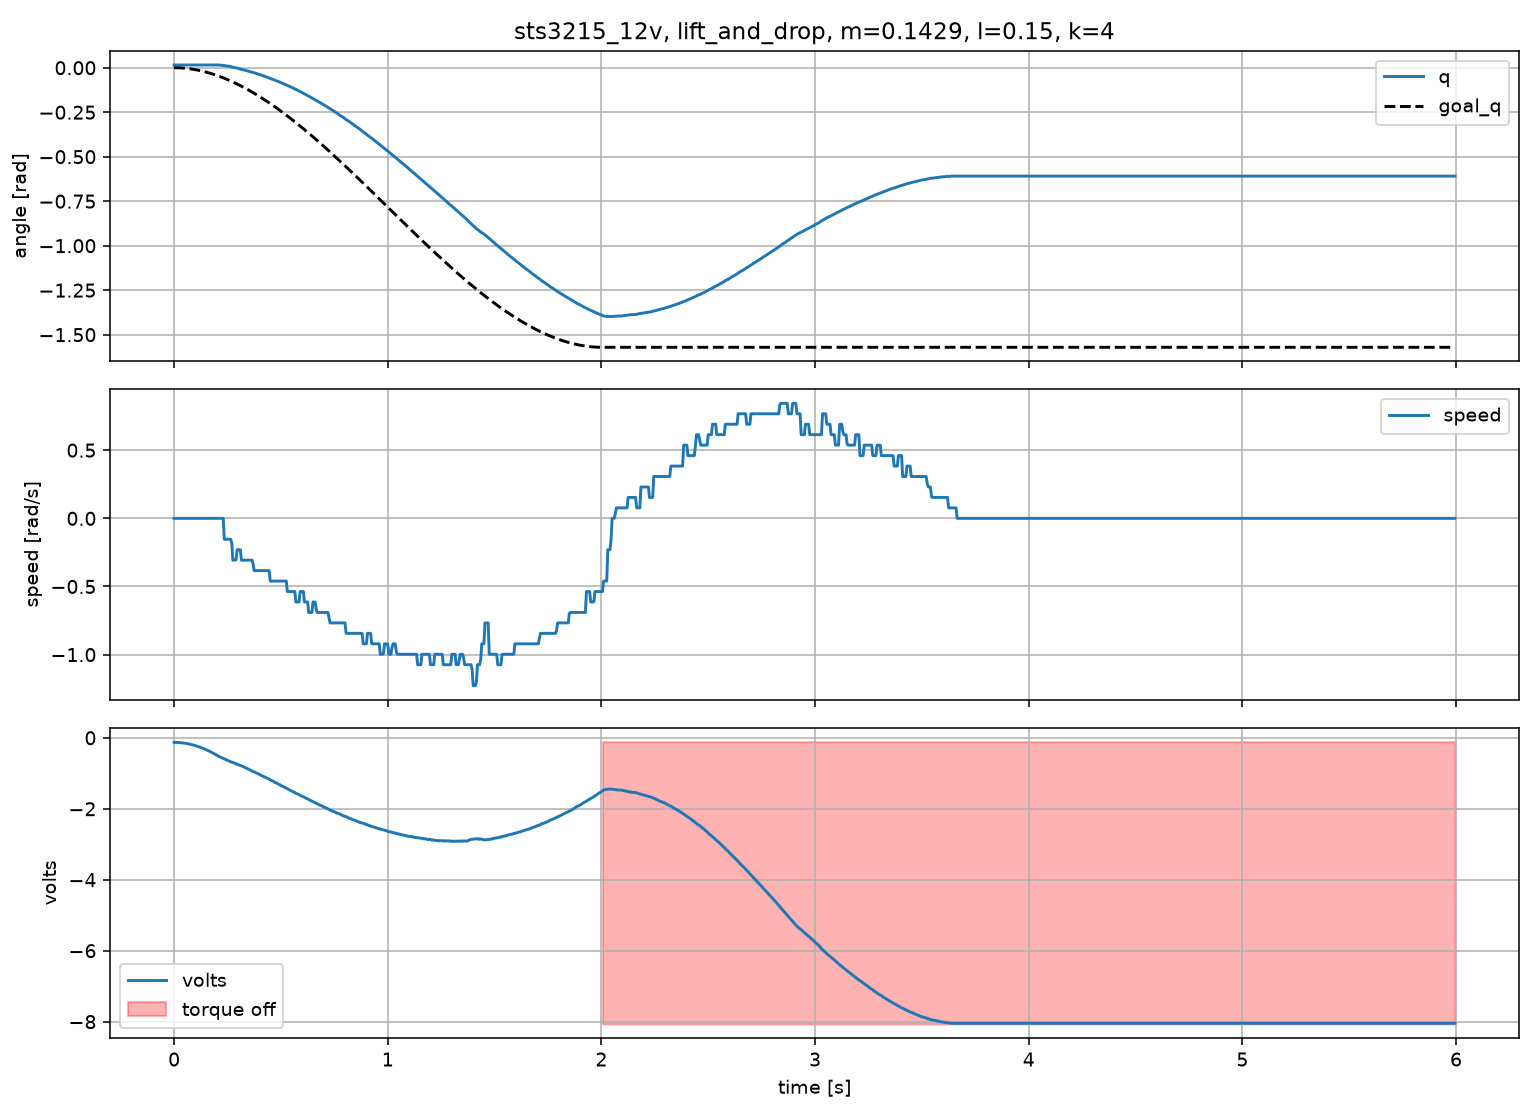 sts3215_12v, lift_and_drop, m=0.1429, l=0.15, k=4
0.00
−0.25
−0.50
−0.75
−1.00
−1.25
−1.50
angle [rad]
q
goal_q
0.5
0.0
−0.5
−1.0
speed [rad/s]
speed
0
−2
−4
−6
−8
volts
volts
torque off
0 1 2 3 4 5 6
time [s]